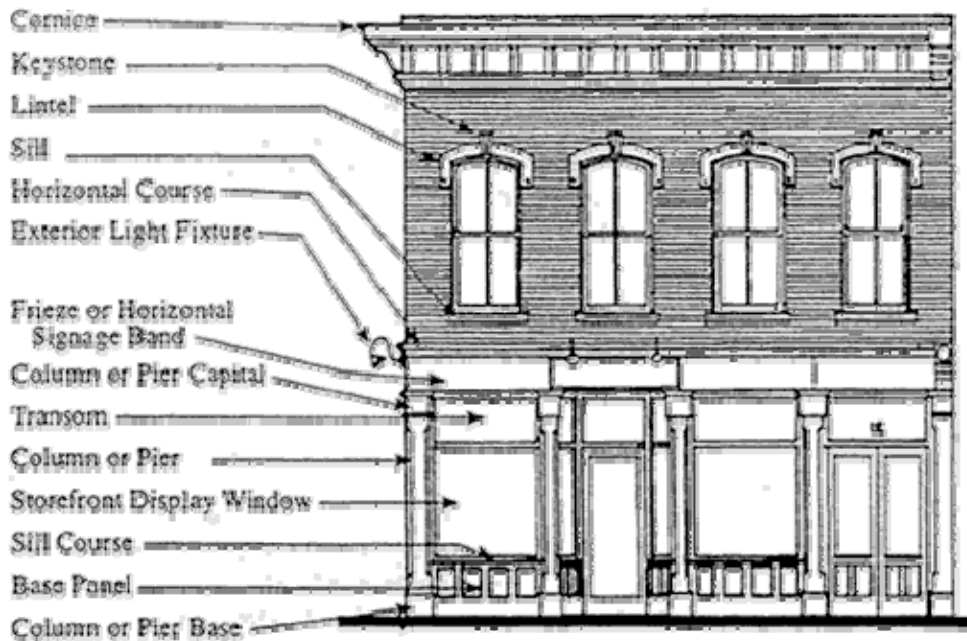 Cornice
Keystone
Lintel
Sill
Horizontal Course
Exterior Light Fixture
Frieze or Horizontal
Signage Band
Column or Pier Capital
Transom
Column or Pier
Storefront Display Window
Sill Course
Base Panel
Column or Pier Base